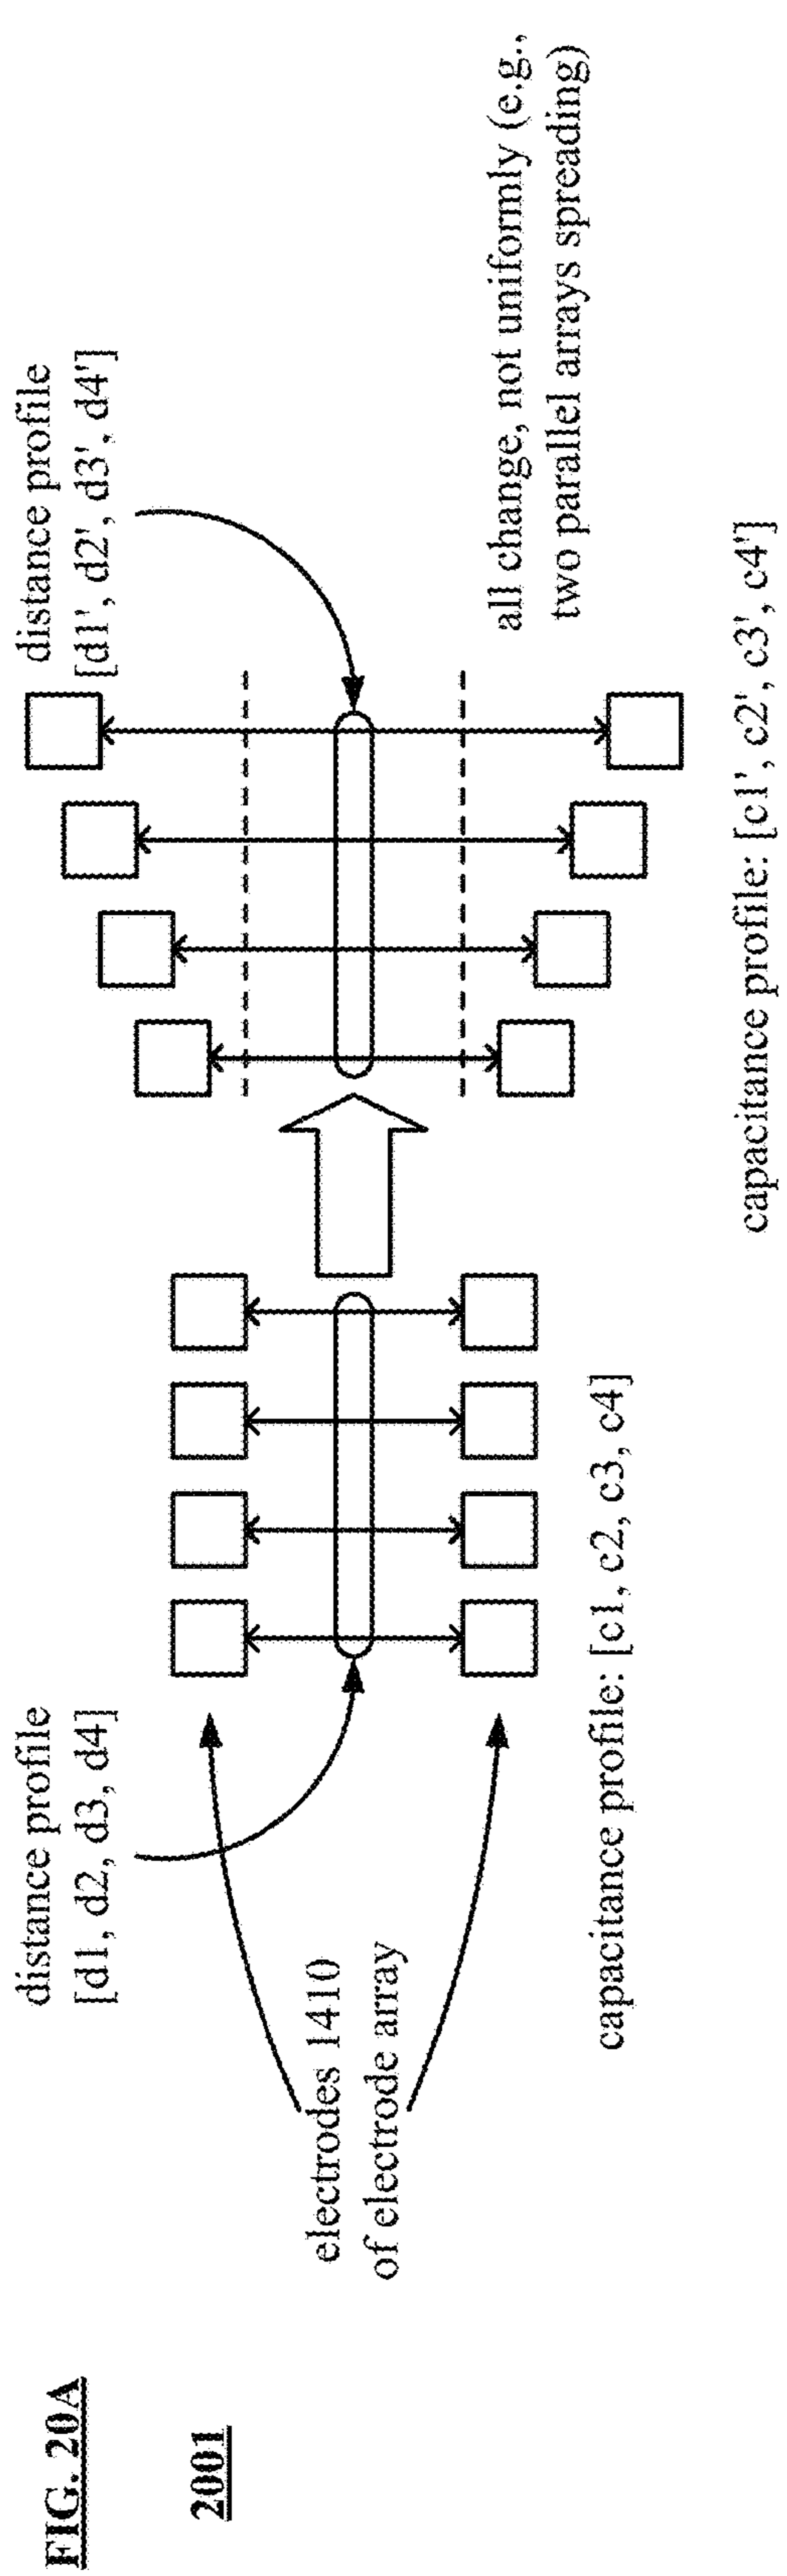 FIG. 20A
2001
electrodes 1410
of electrode array
distance profile
[d1, d2, d3, d4]
capacitance profile: [c1, c2, c3, c4]
distance profile
[d1', d2', d3', d4']
all change, not uniformly (e.g.,
two parallel arrays spreading)
capacitance profile: [c1', c2', c3', c4']